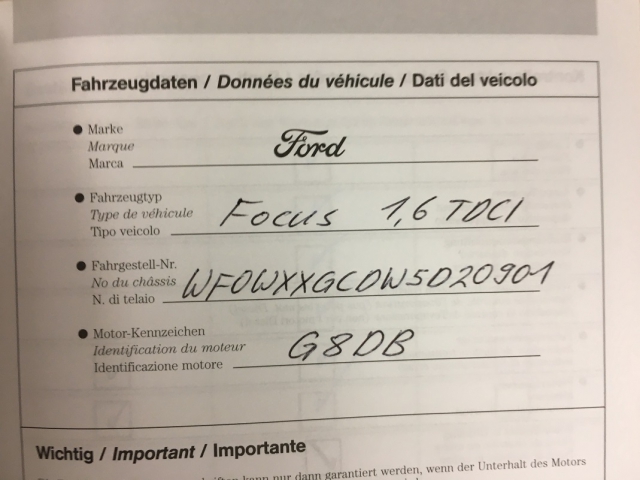 Fahrzeugdaten / Données du véhicule / Dati del veicolo
Marke
Marque
Marca
Ford
Fahrzeugtyp
Type de véhicule
Tipo veicolo
Focus 1,6 TDCI
Fahrgestell-Nr.
No du châssis
N. di telaio
WFOWXXGCDW5D20901
Motor-Kennzeichen
Identification du moteur
Identificazione motore
G8DB
Wichtig / Important / Importante
kann nur dann garantiert werden, wenn der Unterhalt des Motors